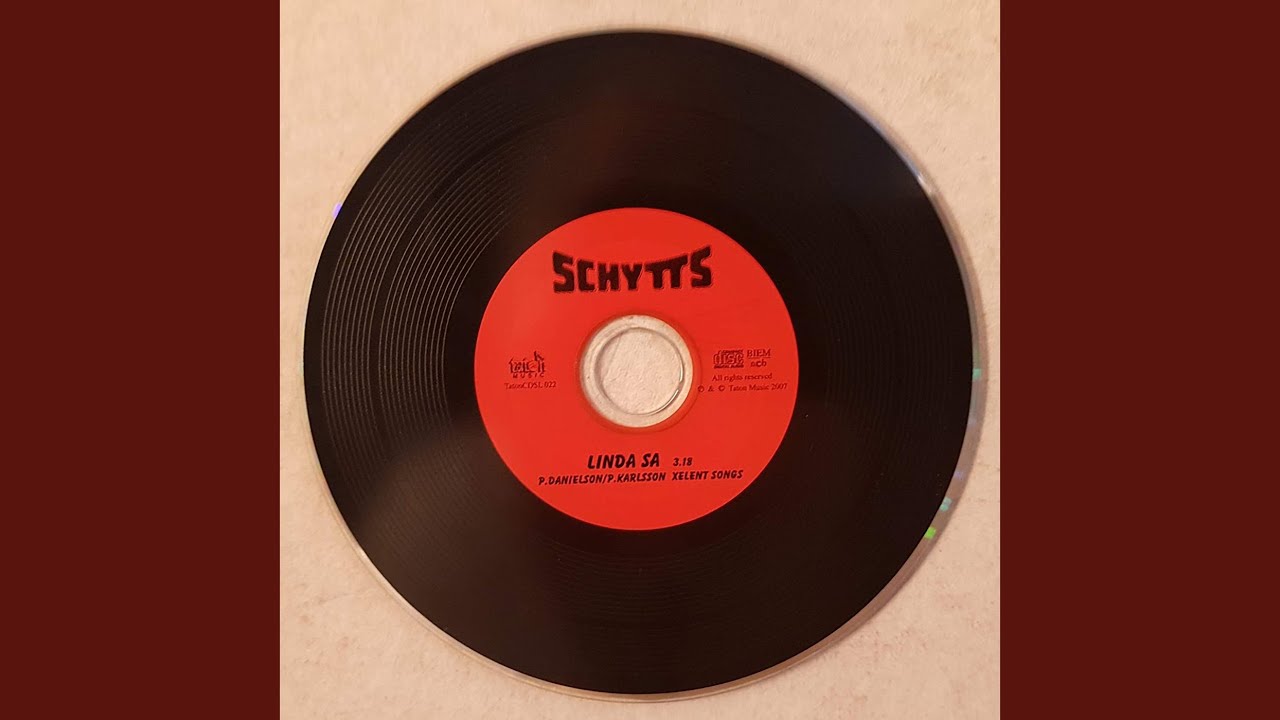 SCHYTTS
MUSIC
TatonCDSL 022
disc
BIEM
ncb
All rights reserved
℗ & © Taton Music 2007
LINDA SA 3.18
P.DANIELSON/P.KARLSSON XELENT SONGS